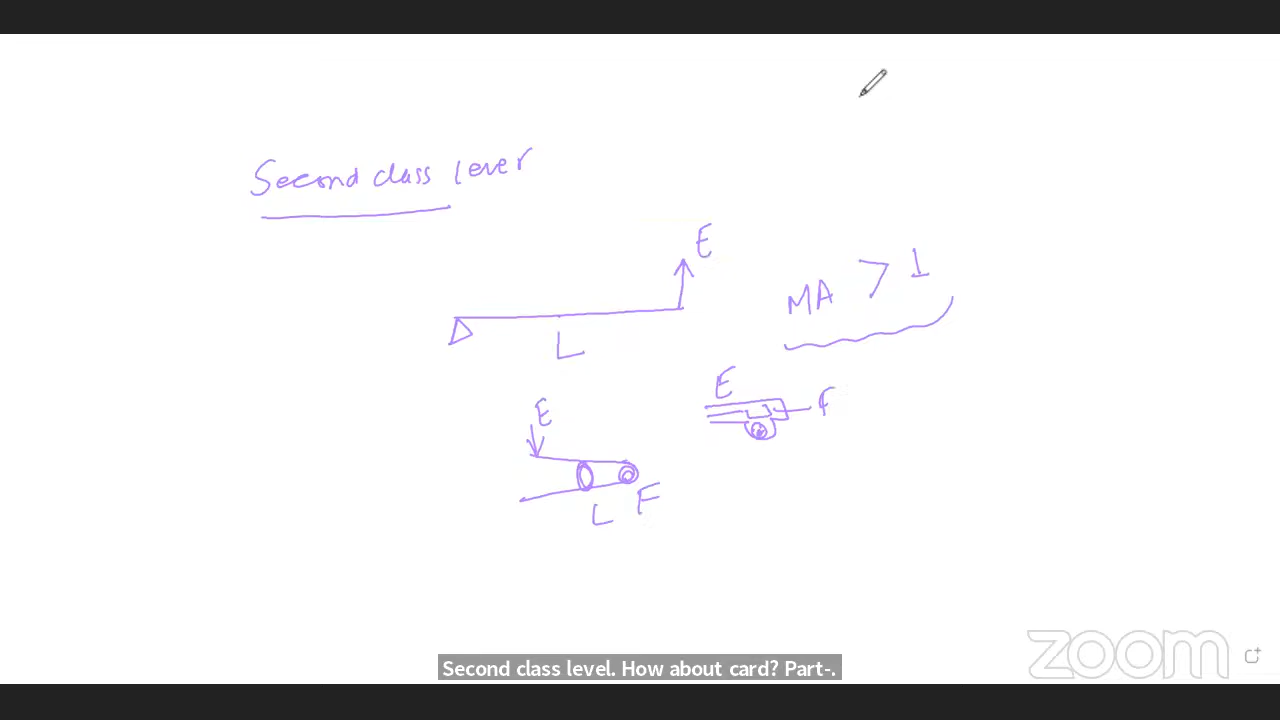 Second class lever
E
MA > 1
L
E
E
F
L
F
zoom
Second class level. How about card? Part-.